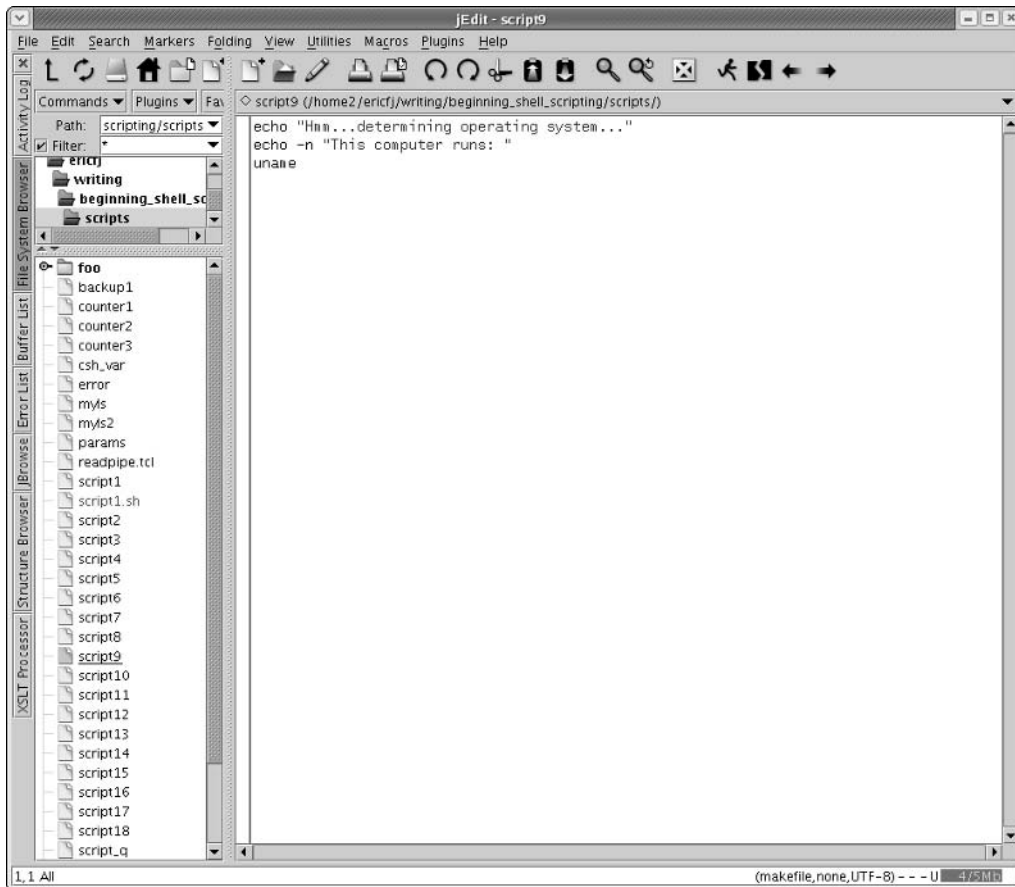 jEdit - script9
File Edit Search Markers Folding View Utilities Macros Plugins Help
Activity Log
File System Browser
Buffer List
Error List
JBrowse
Structure Browser
XSLT Processor
Commands Plugins Fav
Path: scripting/scripts
Filter: *
ericfj
writing
beginning_shell_sc
scripts
foo
backup1
counter1
counter2
counter3
csh_var
error
myls
myls2
params
readpipe.tcl
script1
script1.sh
script2
script3
script4
script5
script6
script7
script8
script9
script10
script11
script12
script13
script14
script15
script16
script17
script18
script_q
script9 (/home2/ericfj/writing/beginning_shell_scripting/scripts/)
echo "Hmm...determining operating system..."
echo -n "This computer runs: "
uname
1,1 All
(makefile,none,UTF-8) - - - U 4/5Mb